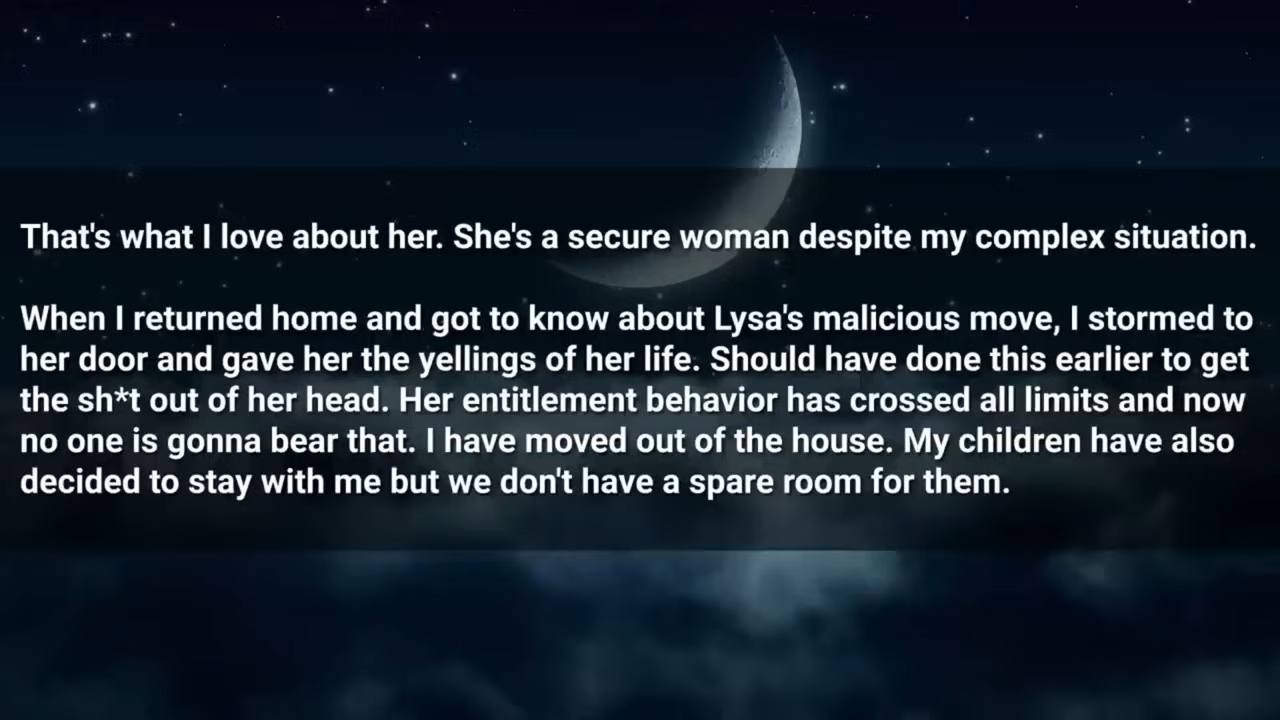 That's what I love about her. She's a secure woman despite my complex situation.
When I returned home and got to know about Lysa's malicious move, I stormed to
her door and gave her the yellings of her life. Should have done this earlier to get
the sh*t out of her head. Her entitlement behavior has crossed all limits and now
no one is gonna bear that. I have moved out of the house. My children have also
decided to stay with me but we don't have a spare room for them.